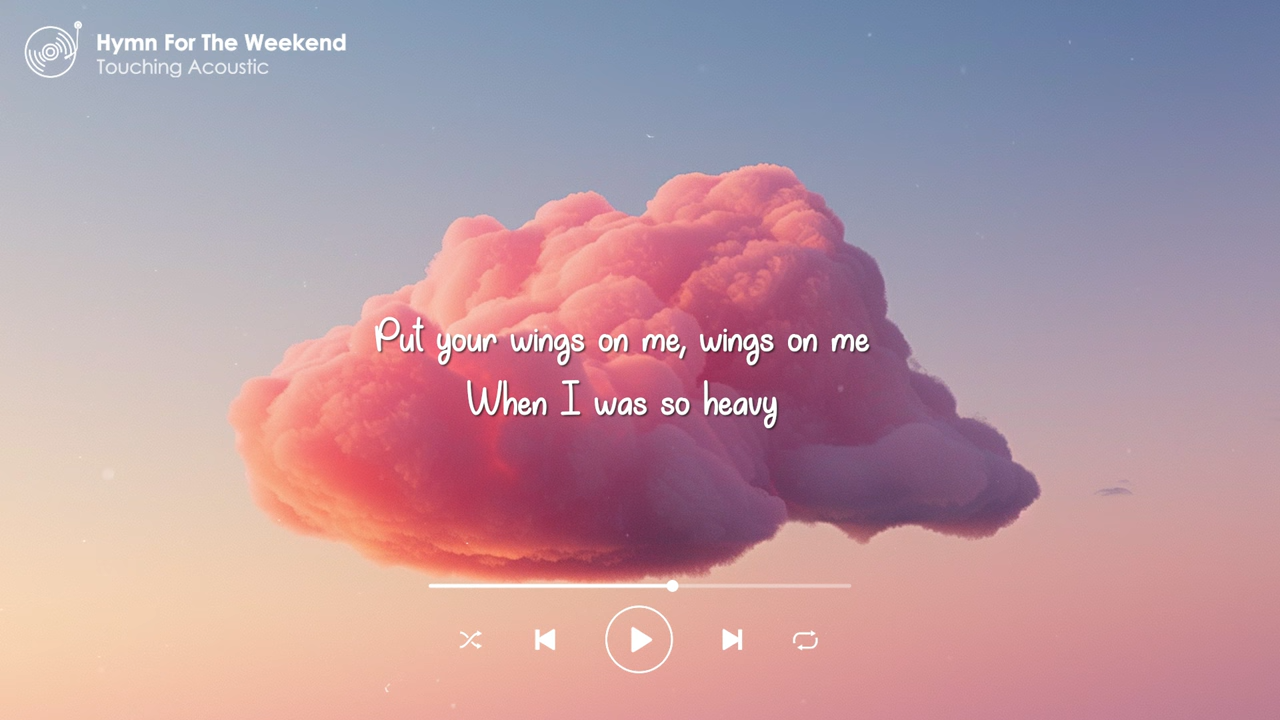 Hymn For The Weekend
Touching Acoustic
Put your wings on me, wings on me
When I was so heavy